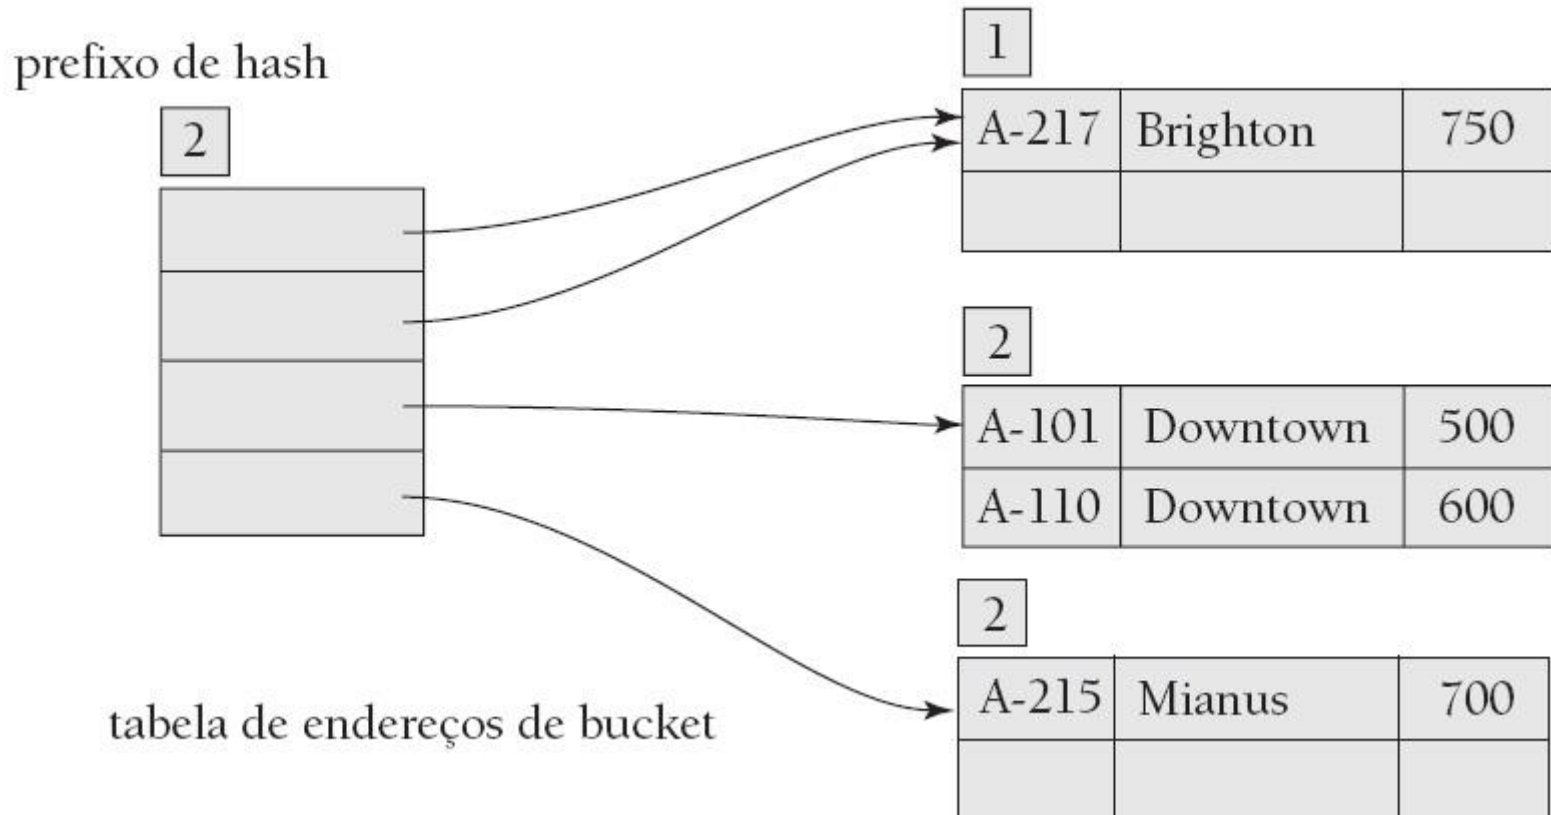 prefixo de hash
2
1
A-217 Brighton 750
2
A-101 Downtown 500
A-110 Downtown 600
2
A-215 Mianus 700
tabela de endereços de bucket